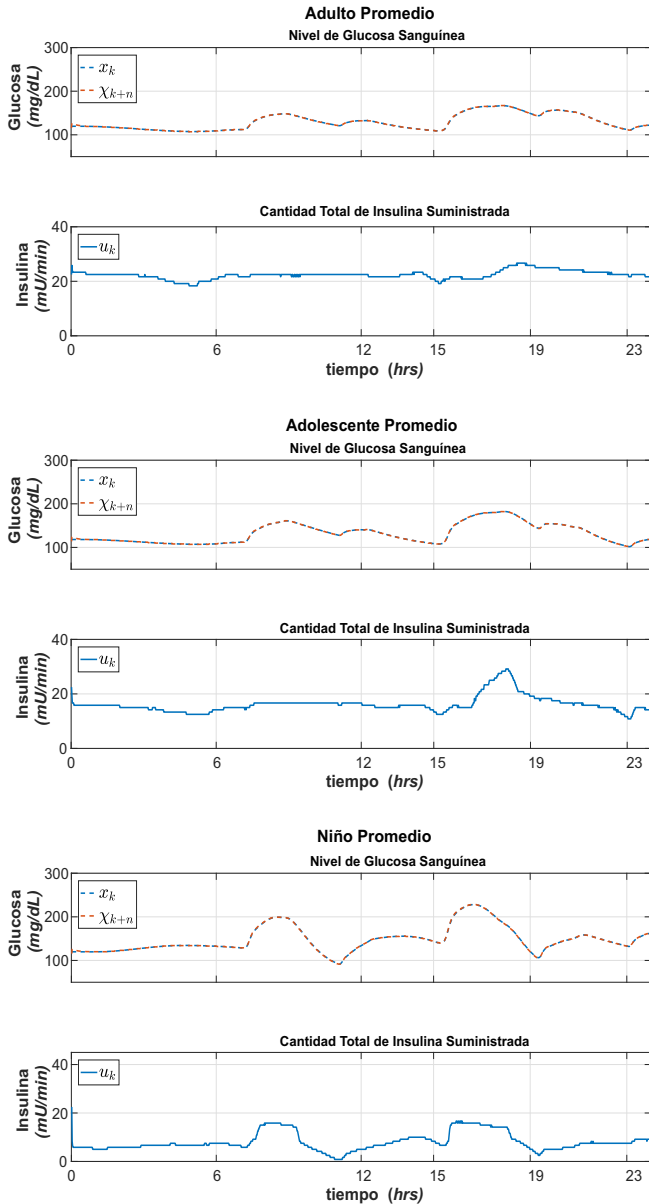 Adulto Promedio
Nivel de Glucosa Sanguínea
Glucosa
(mg/dL)
300
200
100
x_k
χ_{k+n}
Cantidad Total de Insulina Suministrada
Insulina
(mU/min)
40
20
0
u_k
0 6 12 15 19 23
tiempo (hrs)
Adolescente Promedio
Nivel de Glucosa Sanguínea
Glucosa
(mg/dL)
300
200
100
x_k
χ_{k+n}
Cantidad Total de Insulina Suministrada
Insulina
(mU/min)
40
20
0
u_k
0 6 12 15 19 23
tiempo (hrs)
Niño Promedio
Nivel de Glucosa Sanguínea
Glucosa
(mg/dL)
300
200
100
x_k
χ_{k+n}
Cantidad Total de Insulina Suministrada
Insulina
(mU/min)
40
20
0
u_k
0 6 12 15 19 23
tiempo (hrs)